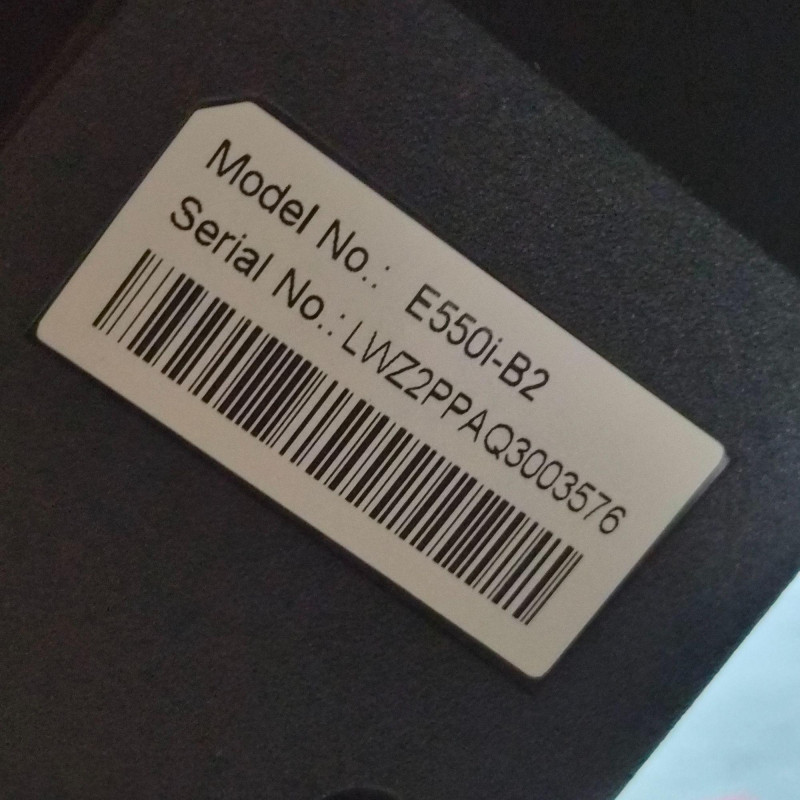 Model No.: E550i-B2
Serial No.: LWZ2PPAQ3003576